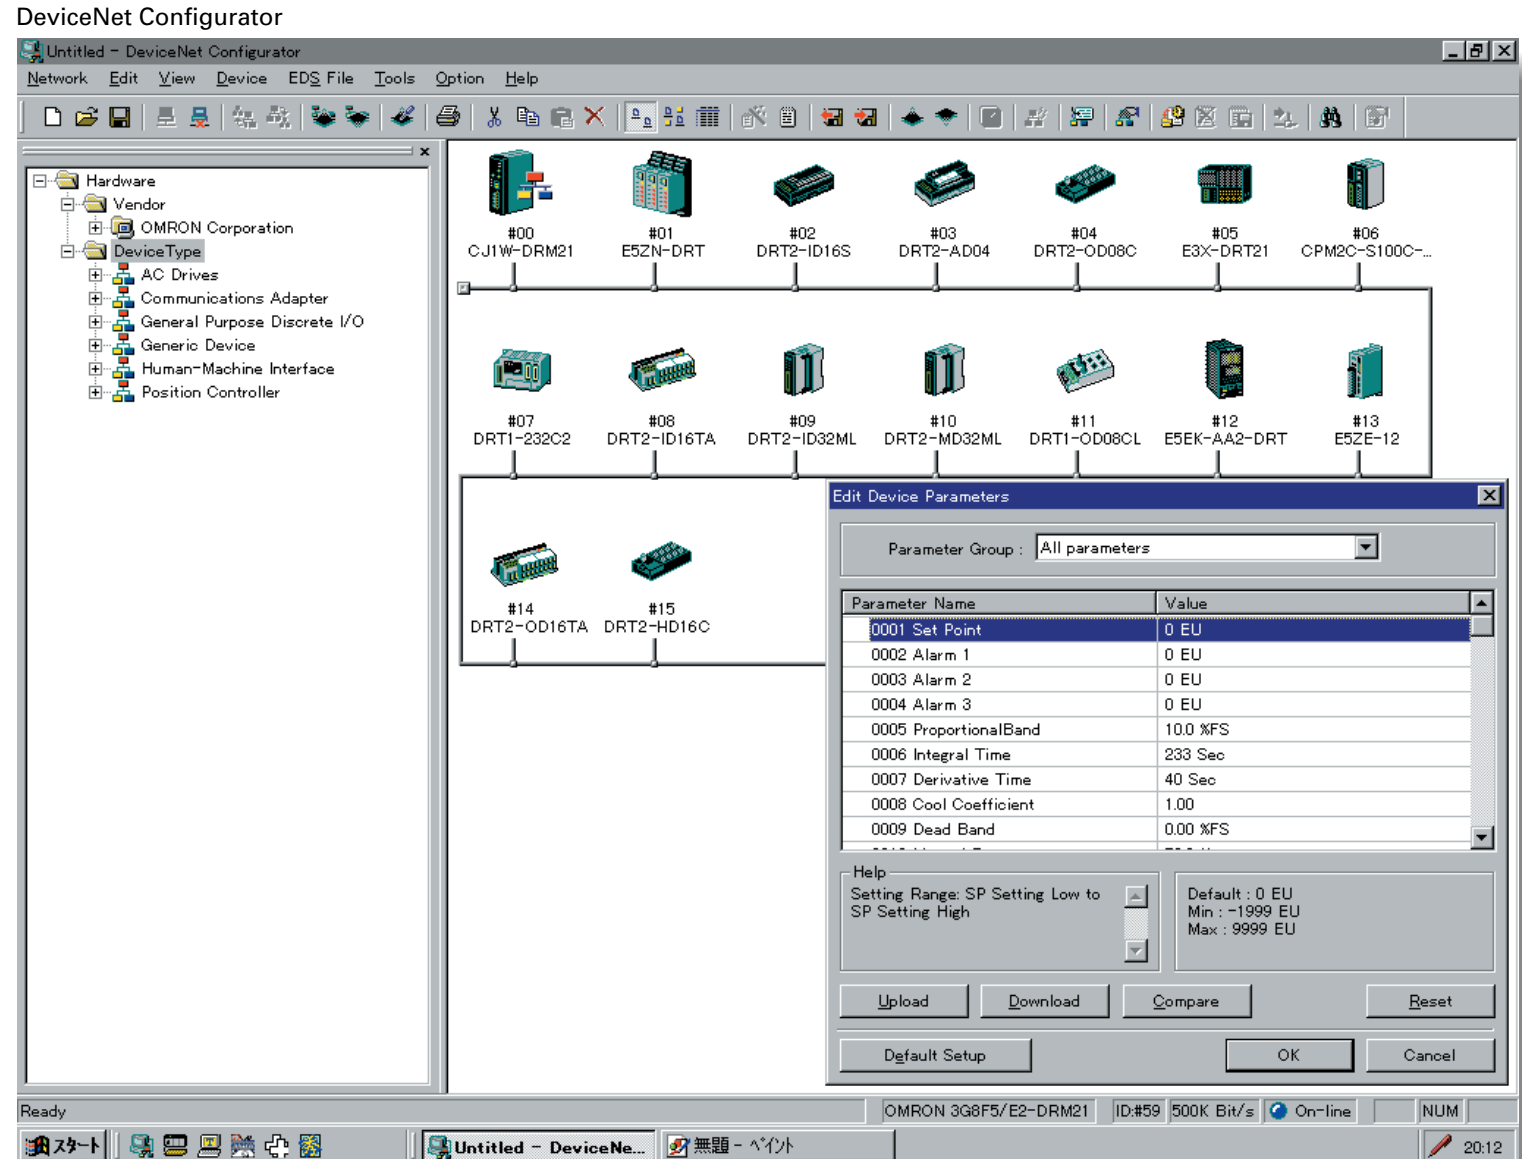 DeviceNet Configurator
Untitled - DeviceNet Configurator
Network Edit View Device EDS File Tools Option Help
Hardware
Vendor
OMRON Corporation
DeviceType
AC Drives
Communications Adapter
General Purpose Discrete I/O
Generic Device
Human-Machine Interface
Position Controller
#00 #01 #02 #03 #04 #05 #06
CJ1W-DRM21 E5ZN-DRT DRT2-ID16S DRT2-AD04 DRT2-OD08C E3X-DRT21 CPM2C-S100C-...
#07 #08 #09 #10 #11 #12 #13
DRT1-232C2 DRT2-ID16TA DRT2-ID32ML DRT2-MD32ML DRT1-OD08CL E5EK-AA2-DRT E5ZE-12
#14 #15
DRT2-OD16TA DRT2-HD16C
Edit Device Parameters
Parameter Group : All parameters
Parameter Name Value
0001 Set Point 0 EU
0002 Alarm 1 0 EU
0003 Alarm 2 0 EU
0004 Alarm 3 0 EU
0005 ProportionalBand 10.0 %FS
0006 Integral Time 233 Sec
0007 Derivative Time 40 Sec
0008 Cool Coefficient 1.00
0009 Dead Band 0.00 %FS
Help
Setting Range: SP Setting Low to
SP Setting High
Default : 0 EU
Min : -1999 EU
Max : 9999 EU
Upload Download Compare Reset
Default Setup OK Cancel
Ready OMRON 3G8F5/E2-DRM21 ID:#59 500K Bit/s On-line NUM
スタート Untitled - DeviceNe... 無題 - ペイント 20:12